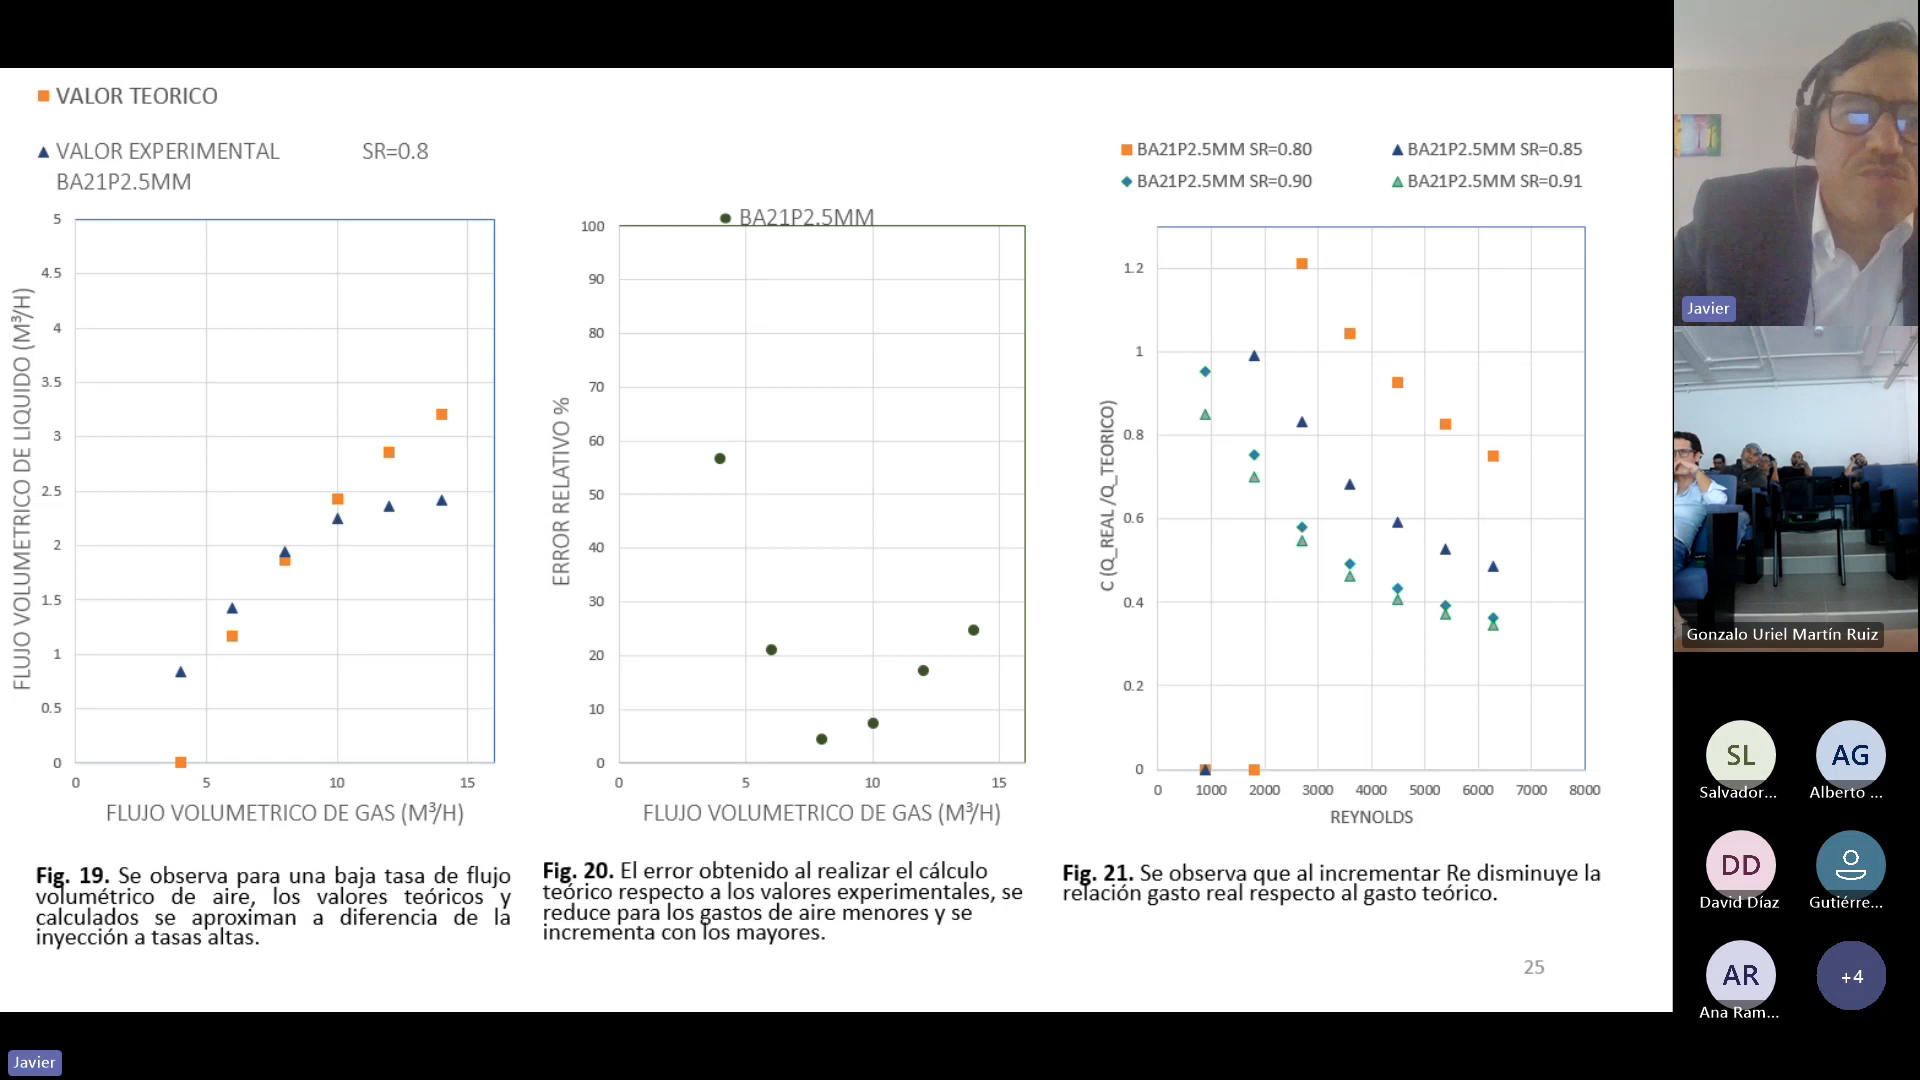 VALOR TEORICO
VALOR EXPERIMENTAL SR=0.8
BA21P2.5MM
5
4.5
4
3.5
3
2.5
2
1.5
1
0.5
0
0 5 10 15
FLUJO VOLUMETRICO DE LIQUIDO (M³/H)
FLUJO VOLUMETRICO DE GAS (M³/H)
Fig. 19. Se observa para una baja tasa de flujo
volumétrico de aire, los valores teóricos y
calculados se aproximan a diferencia de la
inyección a tasas altas.
BA21P2.5MM
100
90
80
70
60
50
40
30
20
10
0
0 5 10 15
ERROR RELATIVO %
FLUJO VOLUMETRICO DE GAS (M³/H)
Fig. 20. El error obtenido al realizar el cálculo
teórico respecto a los valores experimentales, se
reduce para los gastos de aire menores y se
incrementa con los mayores.
BA21P2.5MM SR=0.80 BA21P2.5MM SR=0.85
BA21P2.5MM SR=0.90 BA21P2.5MM SR=0.91
1.2
1
0.8
0.6
0.4
0.2
0
0 1000 2000 3000 4000 5000 6000 7000 8000
C (Q_REAL /Q_TEORICO)
REYNOLDS
Fig. 21. Se observa que al incrementar Re disminuye la
relación gasto real respecto al gasto teórico.
25
Javier
Gonzalo Uriel Martín Ruiz
SL
Salvador...
AG
Alberto ...
DD
David Díaz
Gutiérre...
AR
Ana Ram...
+4
Javier